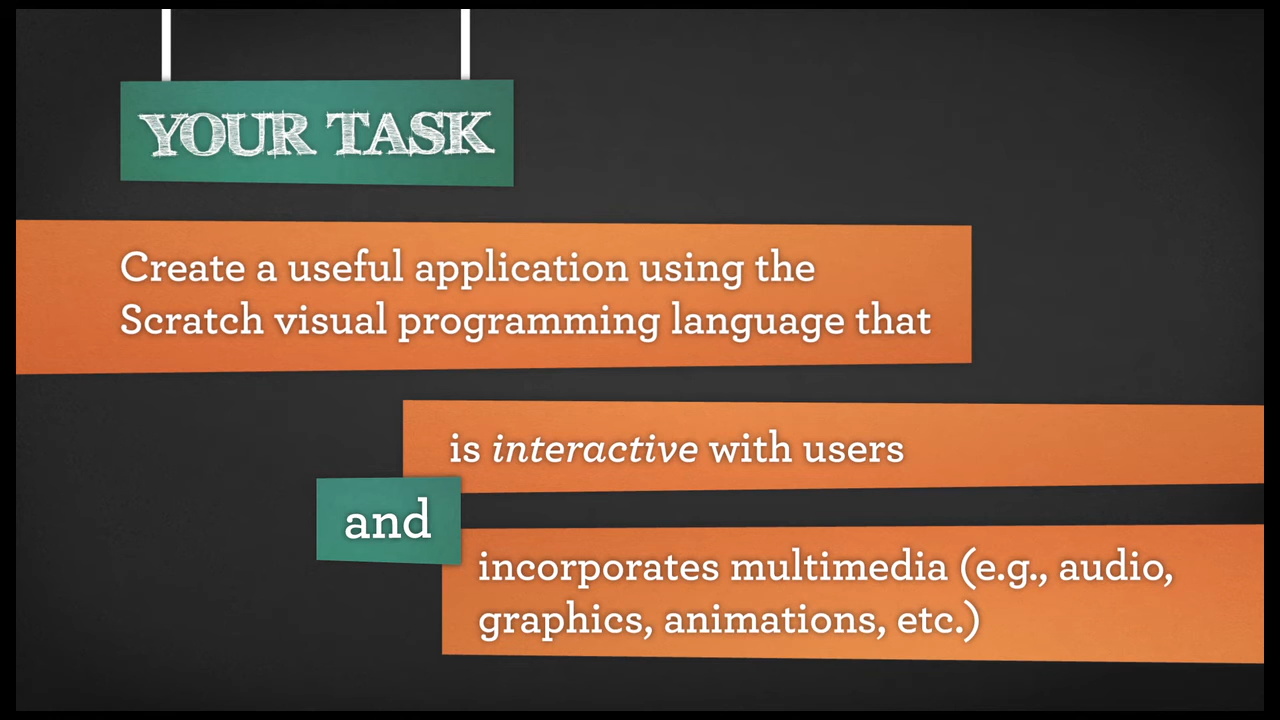 YOUR TASK
Create a useful application using the
Scratch visual programming language that
is interactive with users
and
incorporates multimedia (e.g., audio,
graphics, animations, etc.)